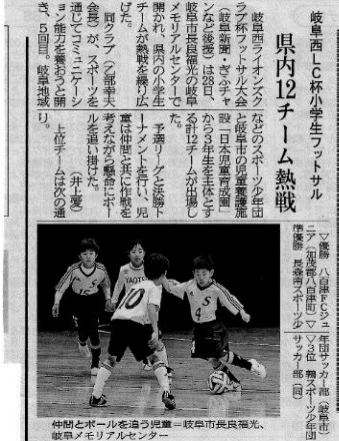 岐阜西LC杯小学生フットサル
県内12チーム熱戦
岐阜西ライオンズク
ラブ杯フットサル大会
(岐阜新聞・ぎふチャ
ンなど後援)は28日、
岐阜市長良福光の岐阜
メモリアルセンターで
開かれ、県内の小学生
チームが熱戦を繰り広
げた。
同クラブ(乙部幸夫
会長)が、スポーツを
通じてコミュニケーシ
ョン能力を養おうと開
き、5回目。岐阜地域
などのスポーツ少年団
と岐阜市の児童養護施
設「日本児童育成園」
から3年生を主体とす
る計12チームが出場し
た。
予選リーグと決勝ト
ーナメントを行い、児
童は仲間と共に作戦を
考えながら懸命にボー
ルを追い掛けた。
(井上愛)
上位チームは次の通
り。
▽優勝 八百津FCジュ
ニア(加茂郡八百津町)▽
準優勝 長森南スポーツ少
年団サッカー部(岐阜市)
▽3位 鶉スポーツ少年団
サッカー部(同)
YAOTSU
10
S
4
仲間とボールを追う児童=岐阜市長良福光、
岐阜メモリアルセンター